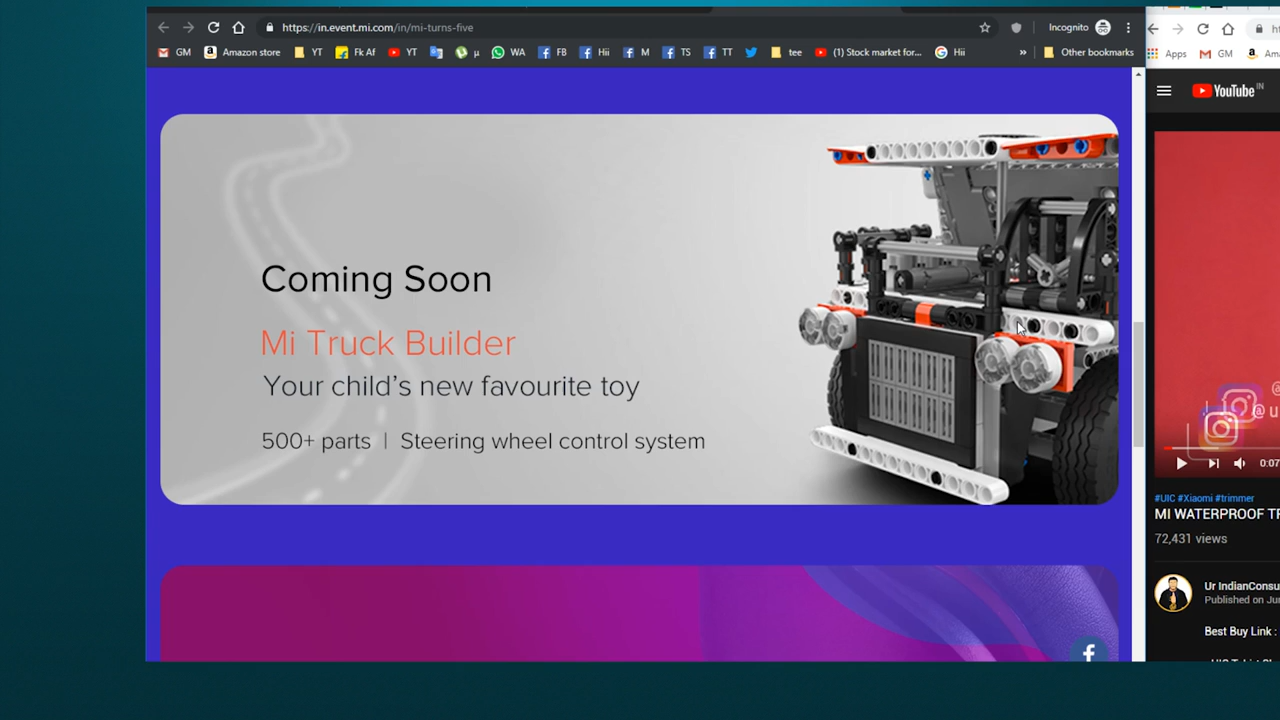 https://in.event.mi.com/in/mi-turns-five
Incognito
GM
Amazon store
YT
Fk Af
YT
µ
WA
FB
Hii
M
TS
TT
tee
(1) Stock market for...
Hii
»
Other bookmarks
Coming Soon
Mi Truck Builder
Your child's new favourite toy
500+ parts | Steering wheel control system
Apps
GM
YouTube IN
0:07
#UIC #Xiaomi #trimmer
MI WATERPROOF
72,431 views
Ur IndianConsu
Published on
Best Buy Link :